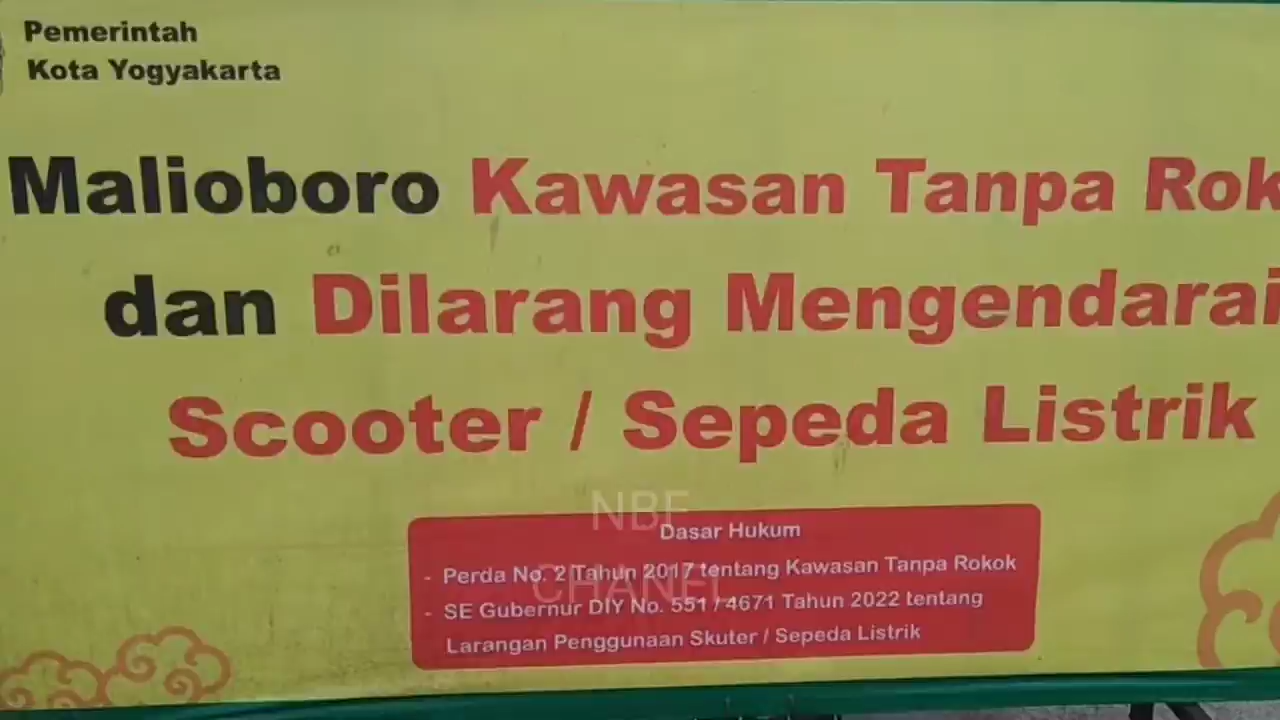 Pemerintah
Kota Yogyakarta
Malioboro Kawasan Tanpa Rok
dan Dilarang Mengendarai
Scooter / Sepeda Listrik
NBF
Dasar Hukum
- Perda No. 2 Tahun 2017 tentang Kawasan Tanpa Rokok
CHANEL
- SE Gubernur DIY No. 551 / 4671 Tahun 2022 tentang
Larangan Penggunaan Skuter / Sepeda Listrik